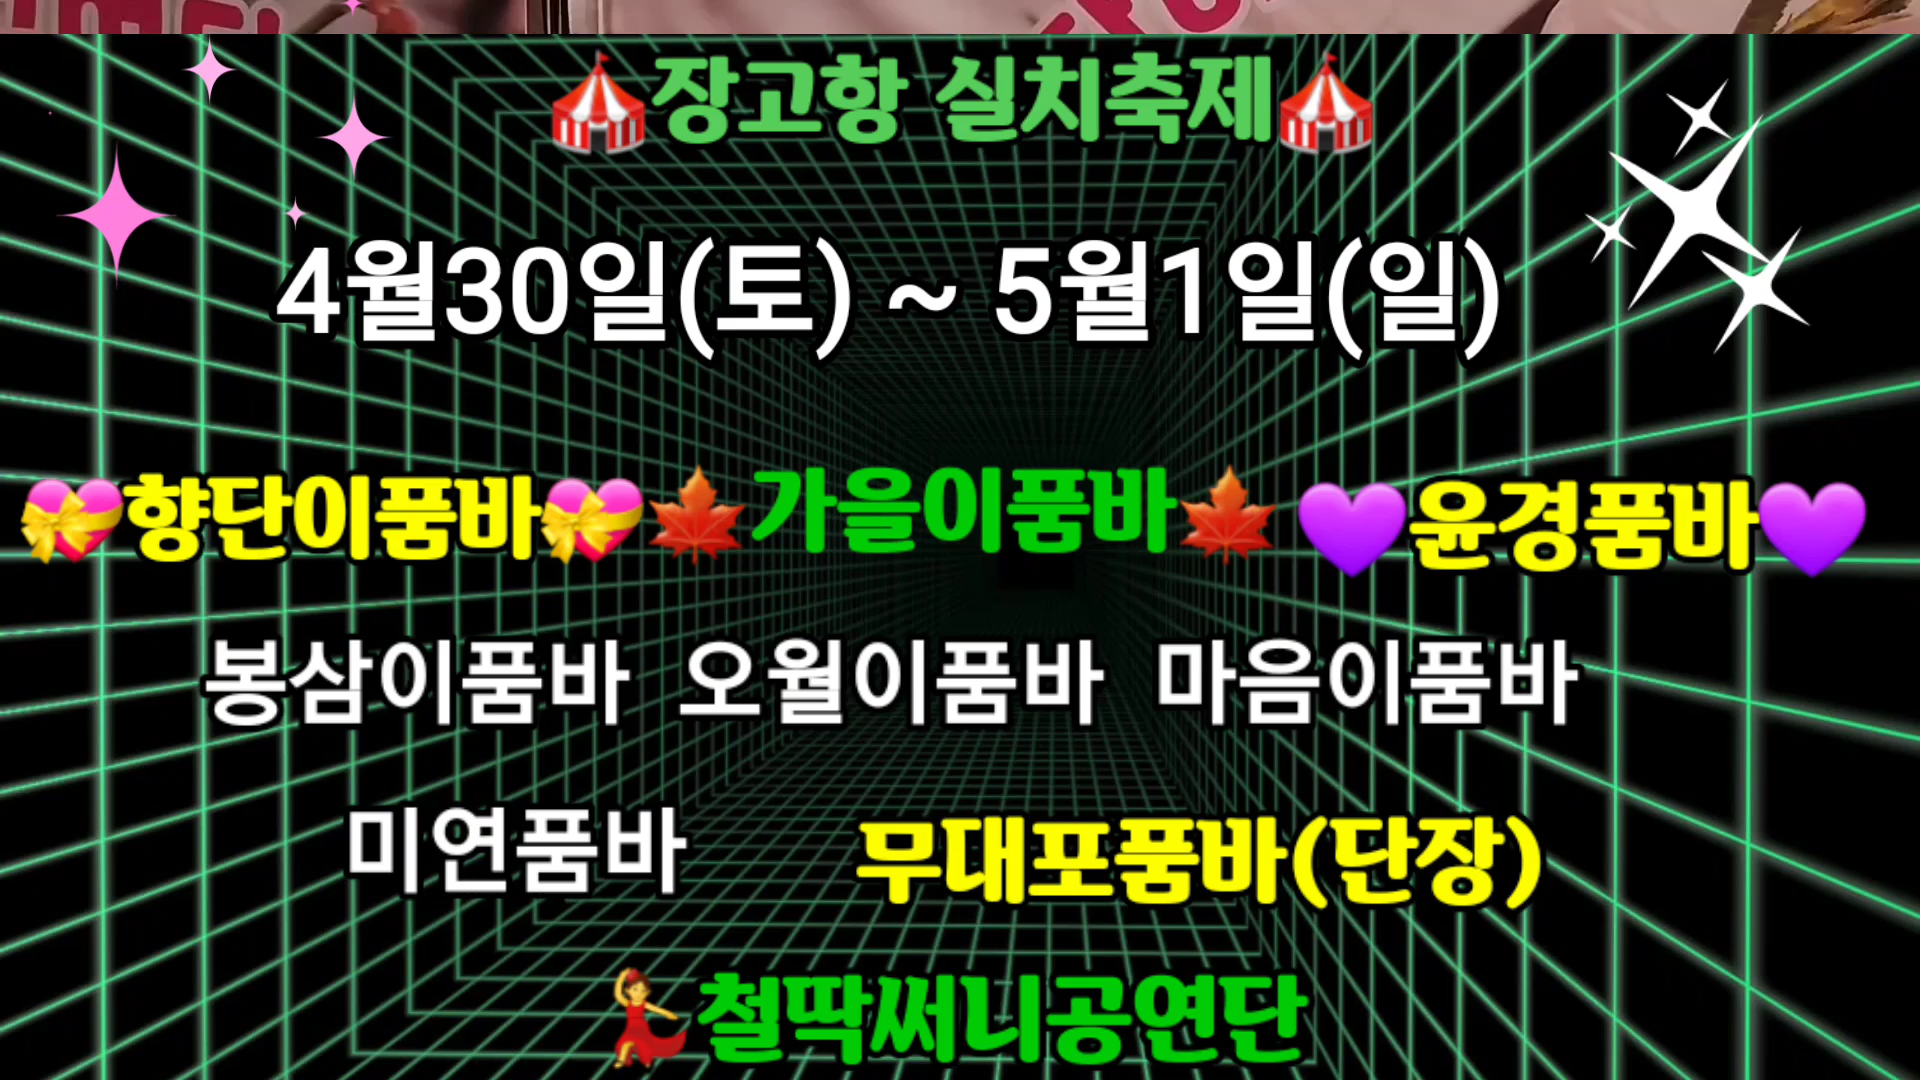 🎪장고항 실치축제🎪
4월30일(토) ~ 5월1일(일)
💝향단이품바💝🍁가을이품바🍁 💜윤경품바💜
봉삼이품바 오월이품바 마음이품바
미연품바 무대포품바(단장)
💃철딱써니공연단